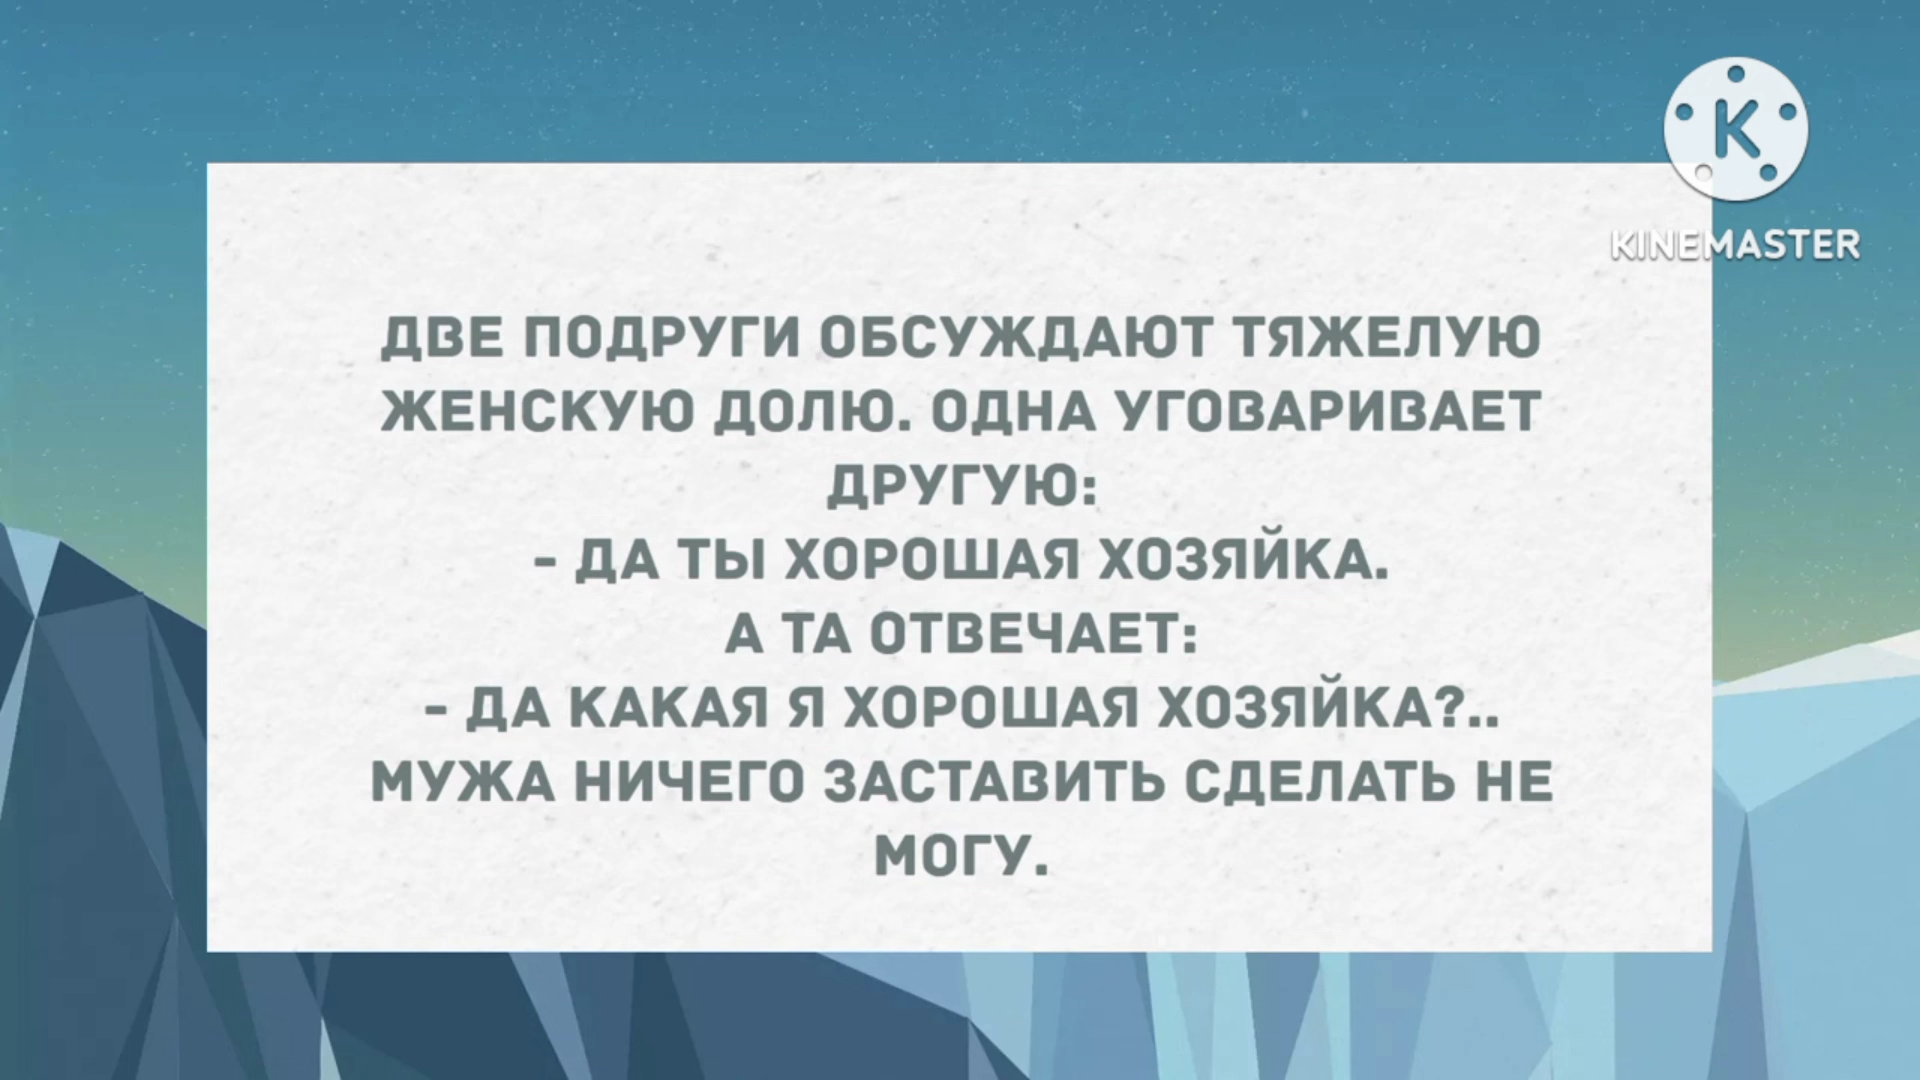 K
KINEMASTER
ДВЕ ПОДРУГИ ОБСУЖДАЮТ ТЯЖЕЛУЮ
ЖЕНСКУЮ ДОЛЮ. ОДНА УГОВАРИВАЕТ
ДРУГУЮ:
- ДА ТЫ ХОРОШАЯ ХОЗЯЙКА.
А ТА ОТВЕЧАЕТ:
- ДА КАКАЯ Я ХОРОШАЯ ХОЗЯЙКА?..
МУЖА НИЧЕГО ЗАСТАВИТЬ СДЕЛАТЬ НЕ
МОГУ.